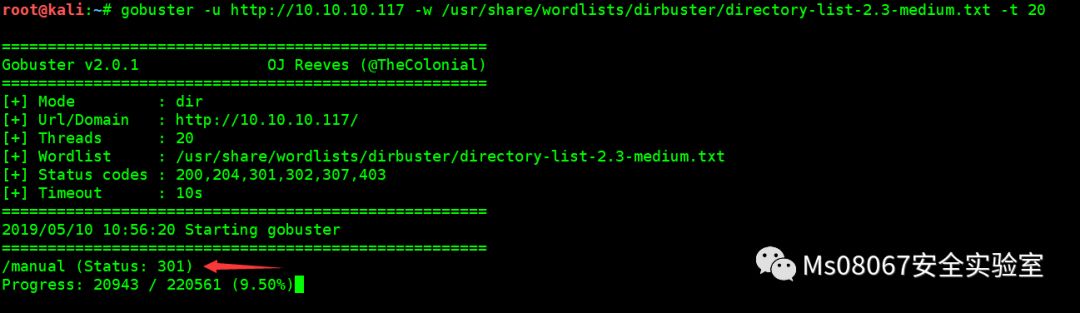 root@kali:~# gobuster -u http://10.10.10.117 -w /usr/share/wordlists/dirbuster/directory-list-2.3-medium.txt -t 20
=====================================================
Gobuster v2.0.1              OJ Reeves (@TheColonial)
=====================================================
[+] Mode         : dir
[+] Url/Domain   : http://10.10.10.117/
[+] Threads      : 20
[+] Wordlist     : /usr/share/wordlists/dirbuster/directory-list-2.3-medium.txt
[+] Status codes : 200,204,301,302,307,403
[+] Timeout      : 10s
=====================================================
2019/05/10 10:56:20 Starting gobuster
=====================================================
/manual (Status: 301)
Progress: 20943 / 220561 (9.50%)
Ms08067安全实验室